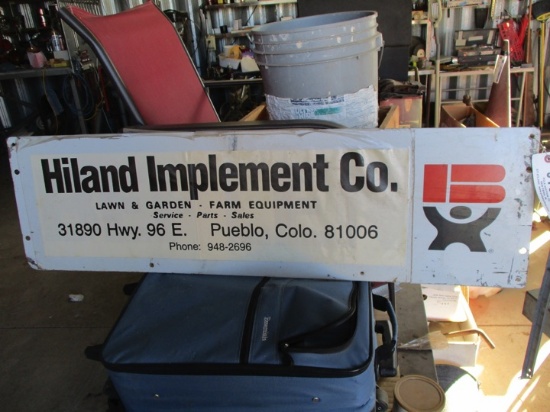 Hiland Implement Co.
LAWN & GARDEN - FARM EQUIPMENT
Service - Parts - Sales
31890 Hwy. 96 E. Pueblo, Colo. 81006
Phone: 948-2696